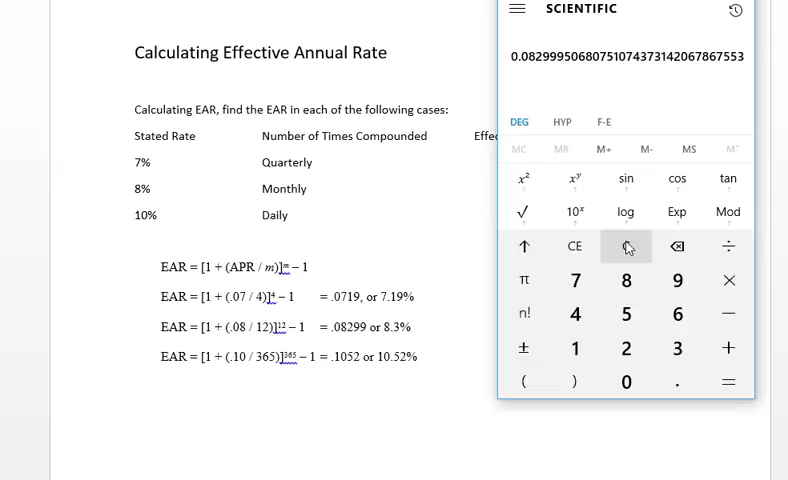 SCIENTIFIC
0.08299950680751074373142067867553
DEG HYP F-E
MC MR M+ M- MS M˅
x² xʸ sin cos tan
√ 10ˣ log Exp Mod
↑ CE ⌫ ÷
π 7 8 9 ×
n! 4 5 6 −
± 1 2 3 +
( ) 0 . =
Calculating Effective Annual Rate
Calculating EAR, find the EAR in each of the following cases:
Stated Rate Number of Times Compounded
7% Quarterly
8% Monthly
10% Daily
EAR = [1 + (APR / m)]ᵐ – 1
EAR = [1 + (.07 / 4)]⁴ – 1 = .0719, or 7.19%
EAR = [1 + (.08 / 12)]¹² – 1 = .08299 or 8.3%
EAR = [1 + (.10 / 365)]³⁶⁵ – 1 = .1052 or 10.52%